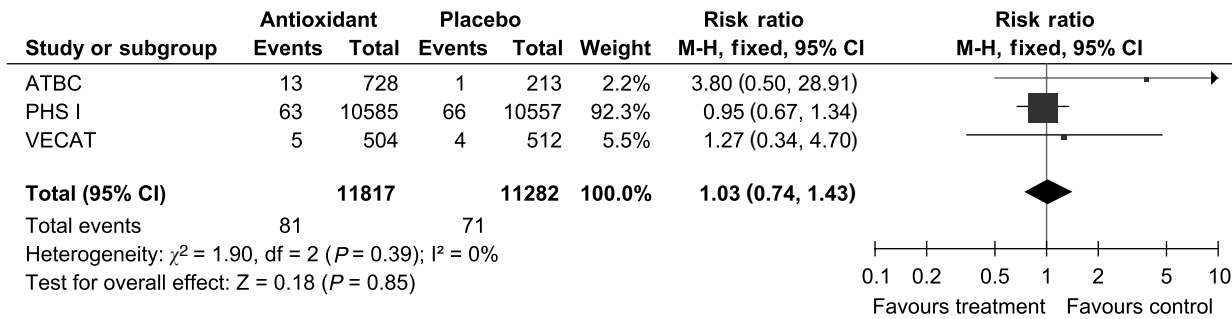 Antioxidant Placebo Risk ratio Risk ratio
Study or subgroup Events Total Events Total Weight M-H, fixed, 95% CI M-H, fixed, 95% CI
ATBC 13 728 1 213 2.2% 3.80 (0.50, 28.91)
PHS I 63 10585 66 10557 92.3% 0.95 (0.67, 1.34)
VECAT 5 504 4 512 5.5% 1.27 (0.34, 4.70)
Total (95% CI) 11817 11282 100.0% 1.03 (0.74, 1.43)
Total events 81 71
Heterogeneity: χ² = 1.90, df = 2 (P = 0.39); I² = 0%
Test for overall effect: Z = 0.18 (P = 0.85)
0.1 0.2 0.5 1 2 5 10
Favours treatment Favours control